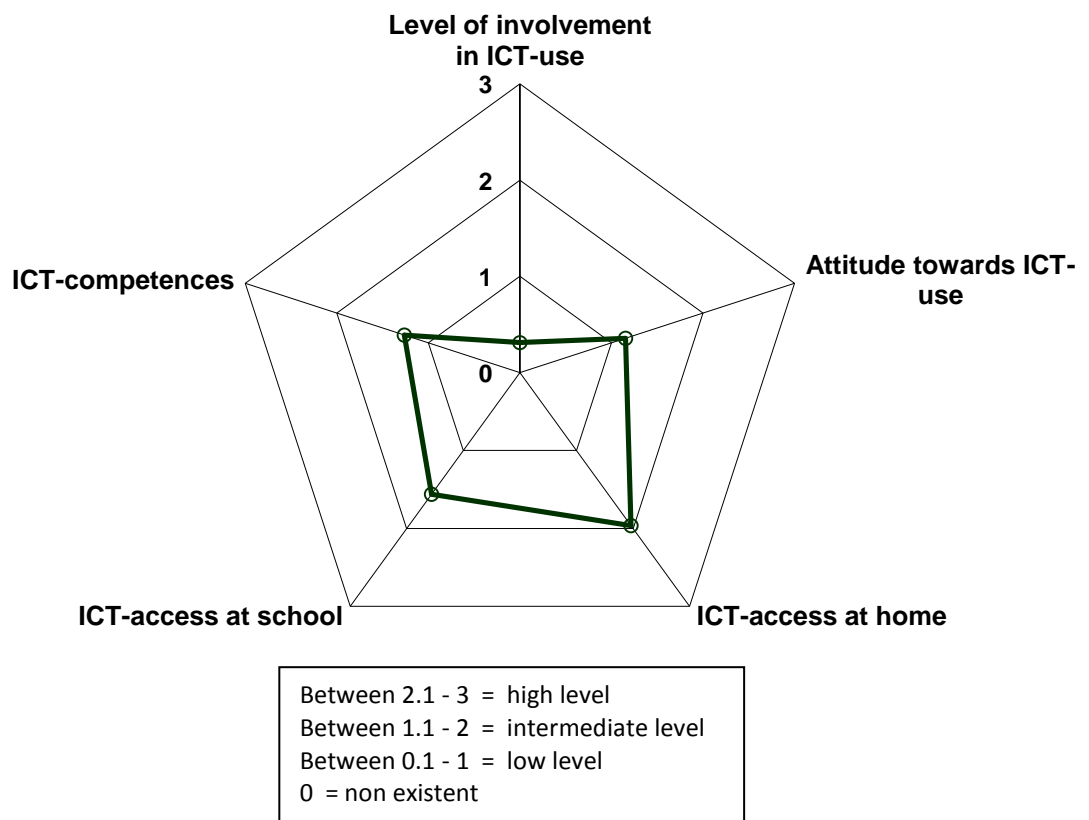 Level of involvement
in ICT-use
3
2
1
0
ICT-competences
Attitude towards ICT-
use
ICT-access at school
ICT-access at home
Between 2.1 - 3 = high level
Between 1.1 - 2 = intermediate level
Between 0.1 - 1 = low level
0 = non existent